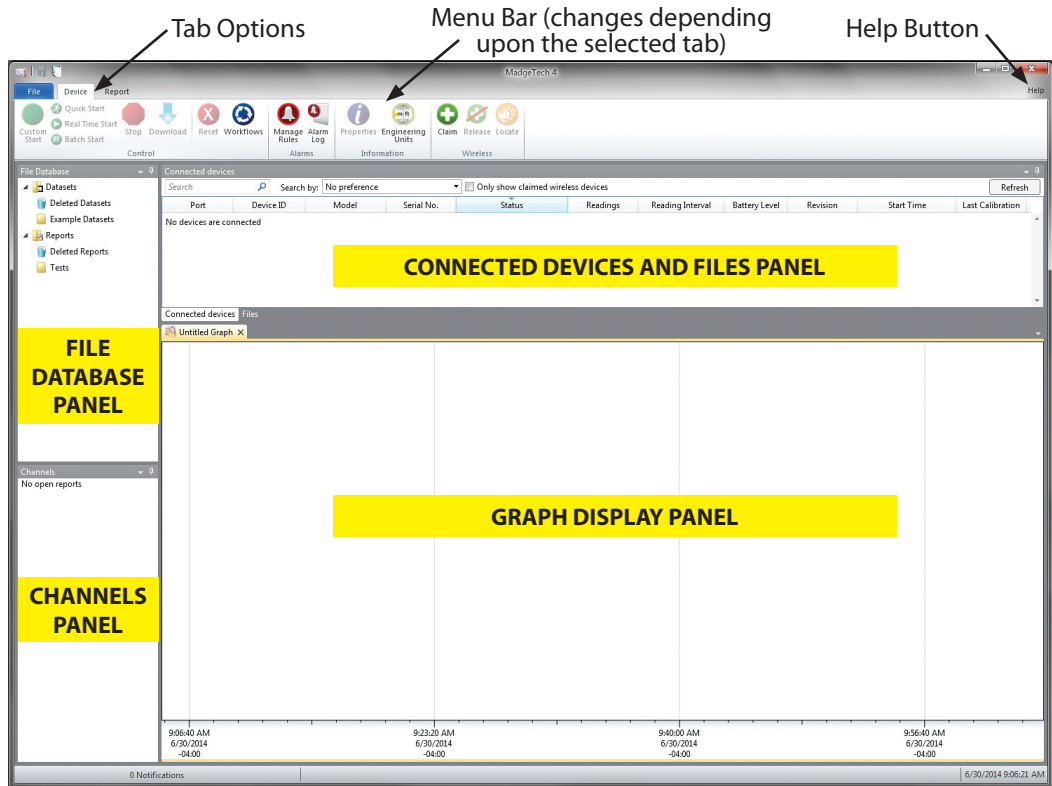 Tab Options
Menu Bar (changes depending
upon the selected tab)
Help Button
MadgeTech 4
File Device Report Help
Custom Start
Quick Start
Real Time Start
Batch Start
Stop Download Reset Workflows
Manage Rules
Alarm Log
Properties
Engineering Units
Claim Release Locate
Control Alarms Information Wireless
File Database
Datasets
Deleted Datasets
Example Datasets
Reports
Deleted Reports
Tests
FILE
DATABASE
PANEL
Connected devices
Search Search by: No preference Only show claimed wireless devices Refresh
Port Device ID Model Serial No. Status Readings Reading Interval Battery Level Revision Start Time Last Calibration
No devices are connected
CONNECTED DEVICES AND FILES PANEL
Connected devices Files
Untitled Graph
Channels
No open reports
CHANNELS
PANEL
GRAPH DISPLAY PANEL
9:06:40 AM 9:23:20 AM 9:40:00 AM 9:56:40 AM
6/30/2014 6/30/2014 6/30/2014 6/30/2014
-04:00 -04:00 -04:00 -04:00
0 Notifications 6/30/2014 9:06:21 AM